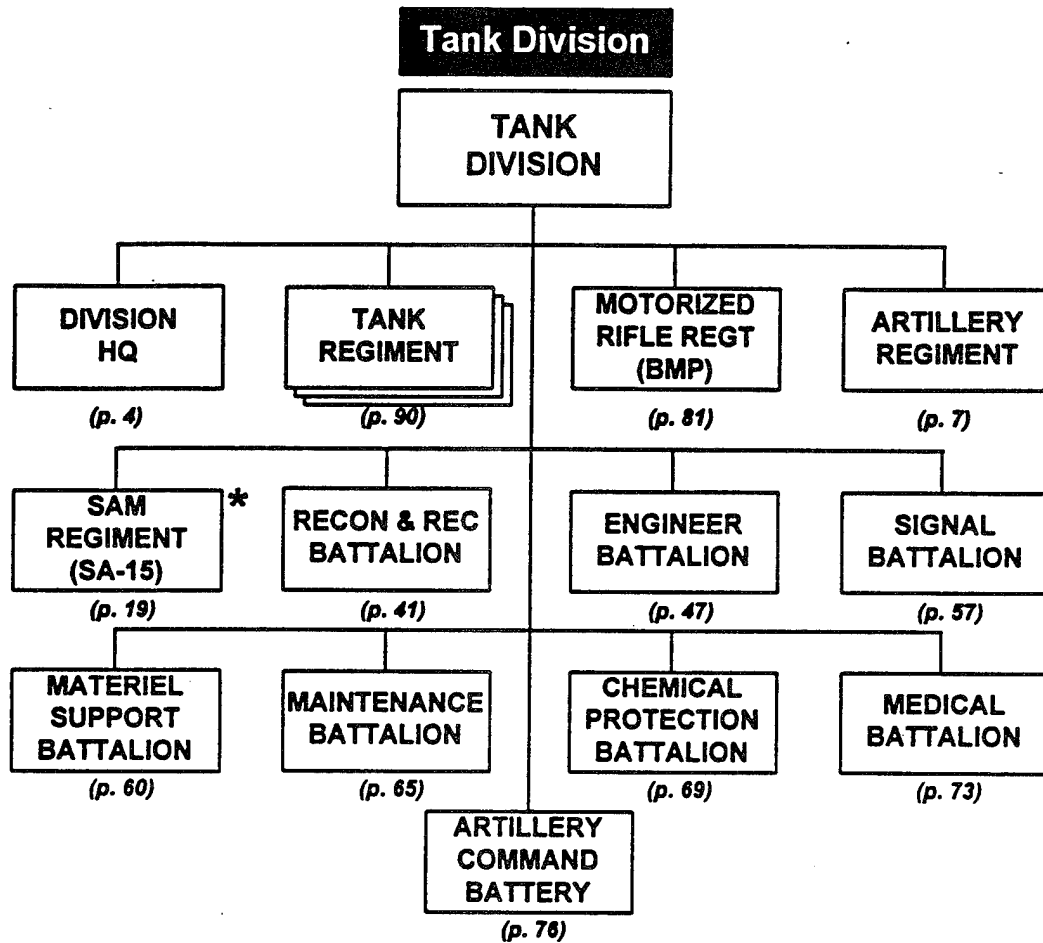 Tank Division
TANK
DIVISION
DIVISION
HQ
(p. 4)
TANK
REGIMENT
(p. 90)
MOTORIZED
RIFLE REGT
(BMP)
(p. 81)
ARTILLERY
REGIMENT
(p. 7)
SAM
REGIMENT
(SA-15)
*
(p. 19)
RECON & REC
BATTALION
(p. 41)
ENGINEER
BATTALION
(p. 47)
SIGNAL
BATTALION
(p. 57)
MATERIEL
SUPPORT
BATTALION
(p. 60)
MAINTENANCE
BATTALION
(p. 65)
CHEMICAL
PROTECTION
BATTALION
(p. 69)
MEDICAL
BATTALION
(p. 73)
ARTILLERY
COMMAND
BATTERY
(p. 76)